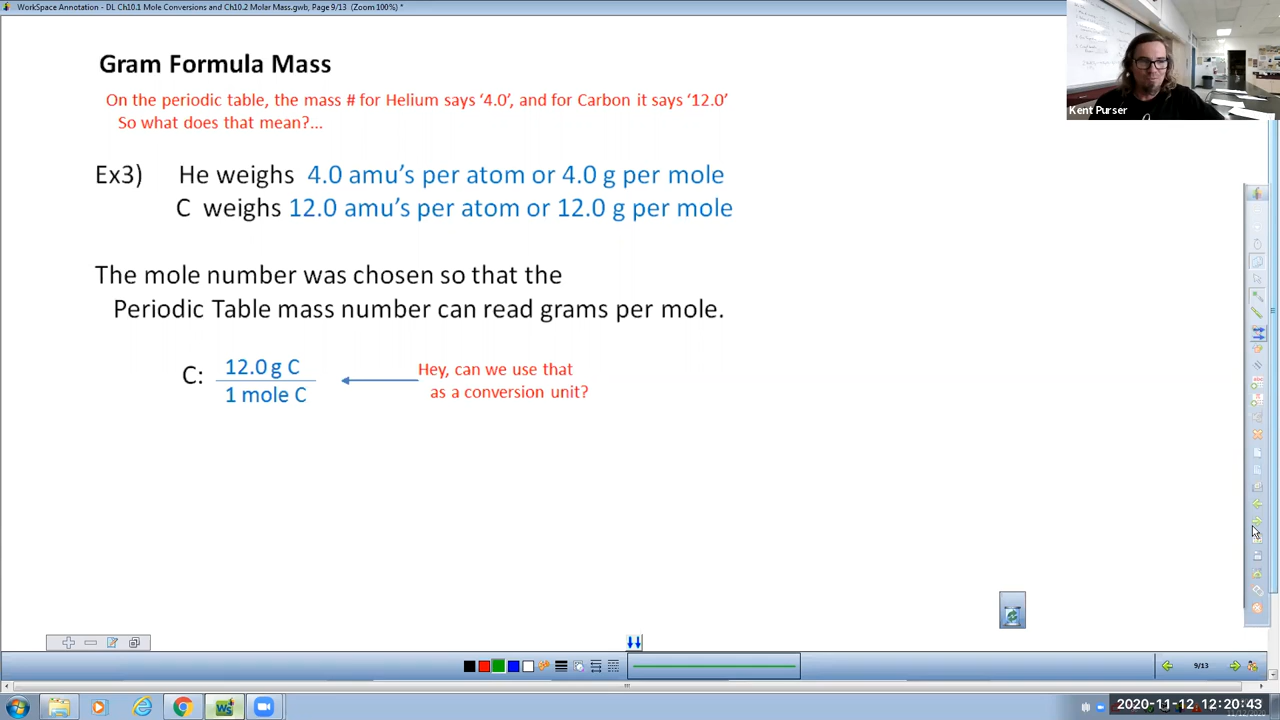 WorkSpace Annotation - DL Ch10.1 Mole Conversions and Ch10.2 Molar Mass.gwb, Page 9/13 (Zoom 100%) *
Kent Purser
Gram Formula Mass
On the periodic table, the mass # for Helium says ‘4.0’, and for Carbon it says ‘12.0’
So what does that mean?...
Ex3) He weighs 4.0 amu’s per atom or 4.0 g per mole
C weighs 12.0 amu’s per atom or 12.0 g per mole
The mole number was chosen so that the
Periodic Table mass number can read grams per mole.
C: 12.0 g C
1 mole C
Hey, can we use that
as a conversion unit?
9/13
2020-11-12 12:20:43